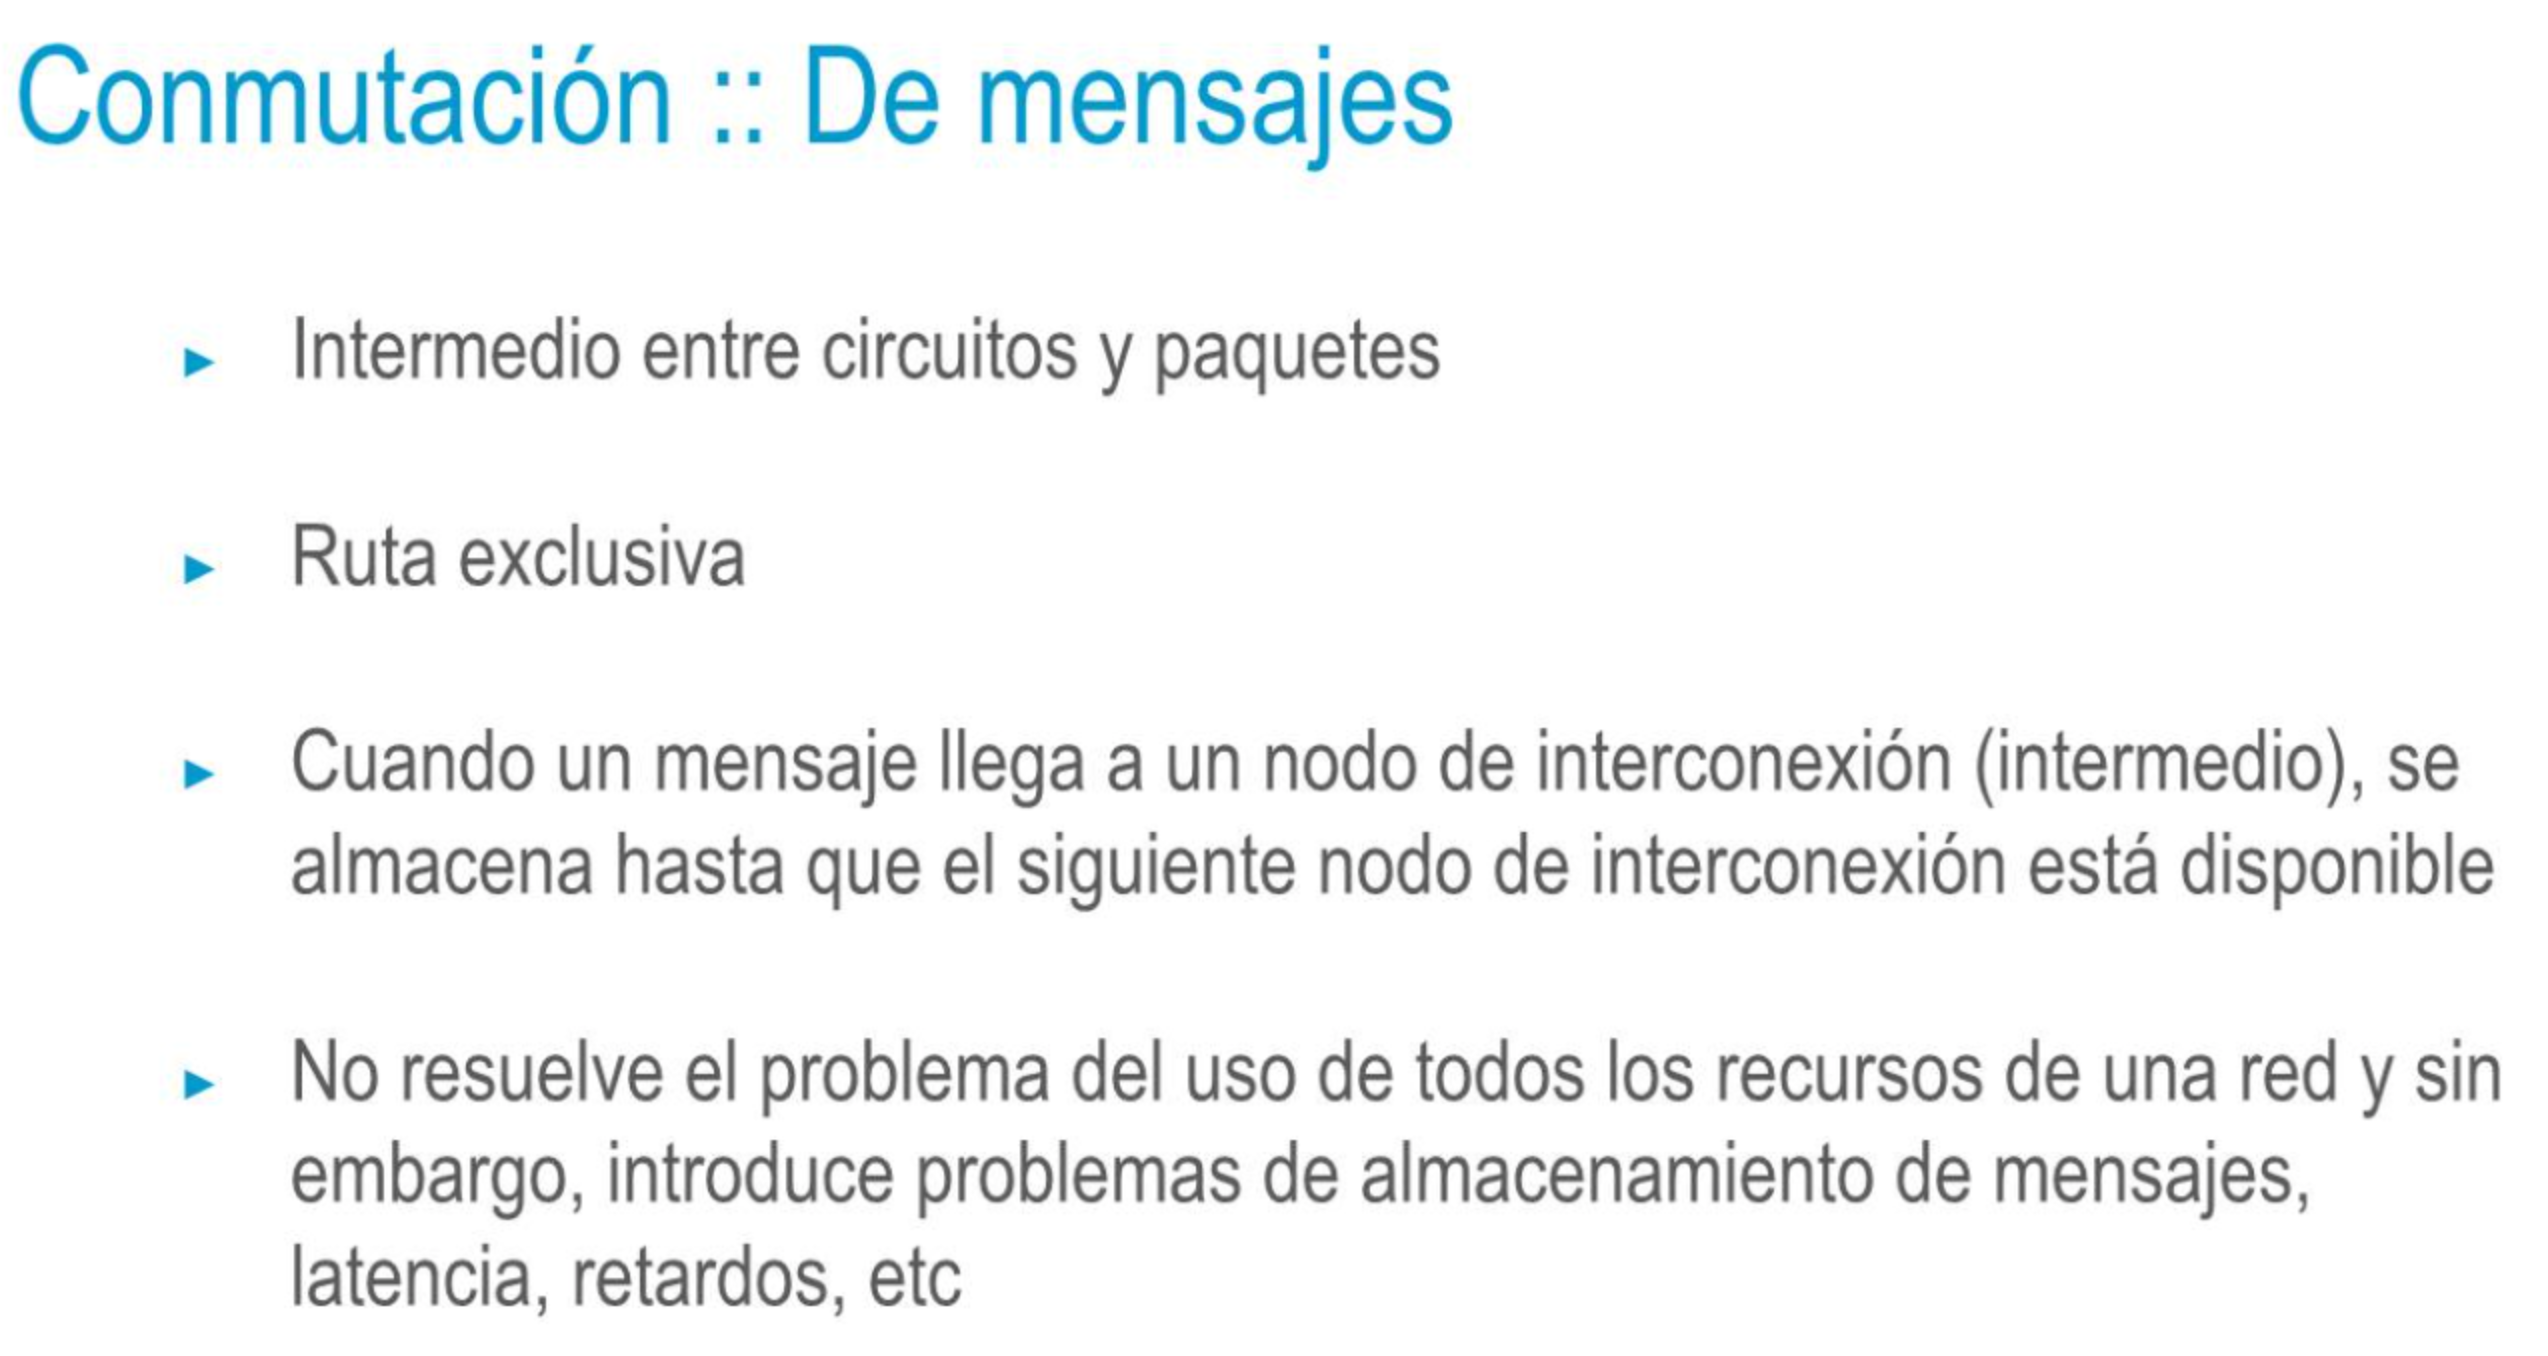 Conmutación :: De mensajes
► Intermedio entre circuitos y paquetes
► Ruta exclusiva
► Cuando un mensaje llega a un nodo de interconexión (intermedio), se
almacena hasta que el siguiente nodo de interconexión está disponible
► No resuelve el problema del uso de todos los recursos de una red y sin
embargo, introduce problemas de almacenamiento de mensajes,
latencia, retardos, etc